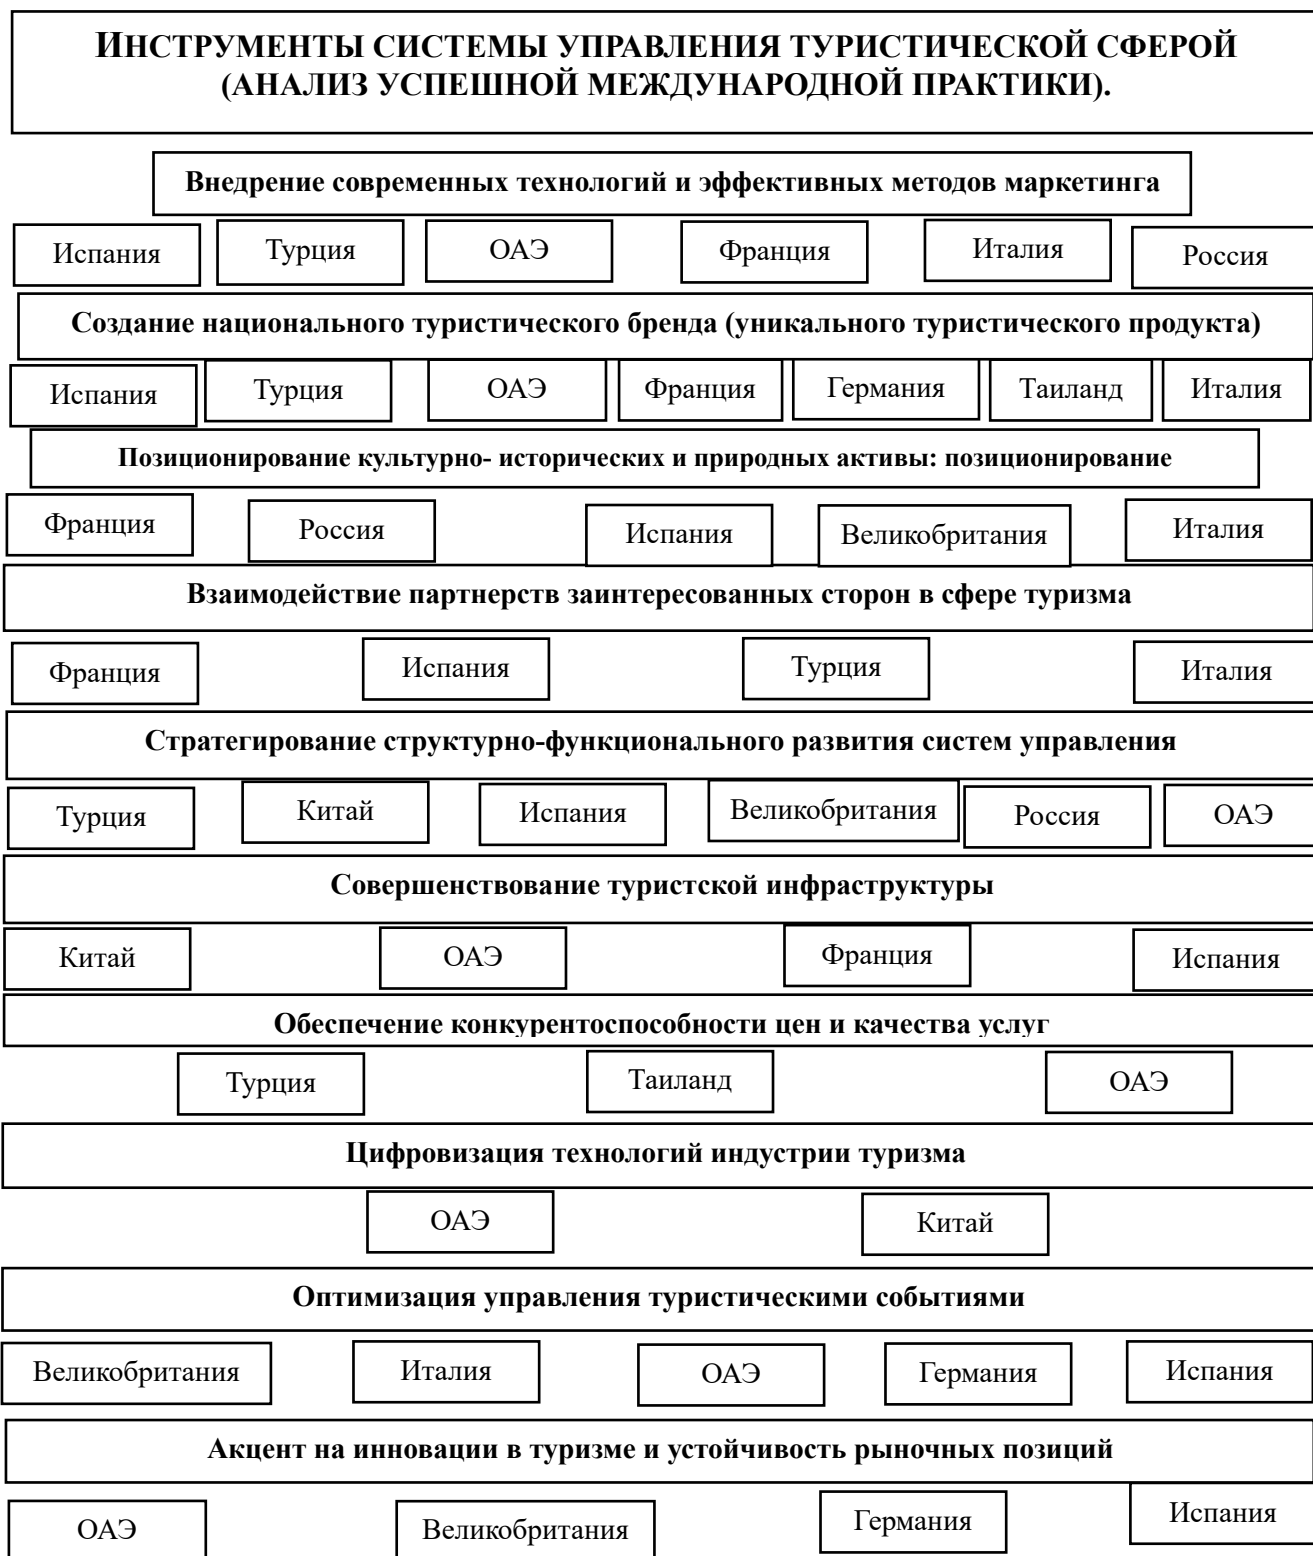 ИНСТРУМЕНТЫ СИСТЕМЫ УПРАВЛЕНИЯ ТУРИСТИЧЕСКОЙ СФЕРОЙ
(АНАЛИЗ УСПЕШНОЙ МЕЖДУНАРОДНОЙ ПРАКТИКИ).
Внедрение современных технологий и эффективных методов маркетинга
Испания Турция ОАЭ Франция Италия Россия
Создание национального туристического бренда (уникального туристического продукта)
Испания Турция ОАЭ Франция Германия Таиланд Италия
Позиционирование культурно- исторических и природных активы: позиционирование
Франция Россия Испания Великобритания Италия
Взаимодействие партнерств заинтересованных сторон в сфере туризма
Франция Испания Турция Италия
Стратегирование структурно-функционального развития систем управления
Турция Китай Испания Великобритания Россия ОАЭ
Совершенствование туристской инфраструктуры
Китай ОАЭ Франция Испания
Обеспечение конкурентоспособности цен и качества услуг
Турция Таиланд ОАЭ
Цифровизация технологий индустрии туризма
ОАЭ Китай
Оптимизация управления туристическими событиями
Великобритания Италия ОАЭ Германия Испания
Акцент на инновации в туризме и устойчивость рыночных позиций
ОАЭ Великобритания Германия Испания